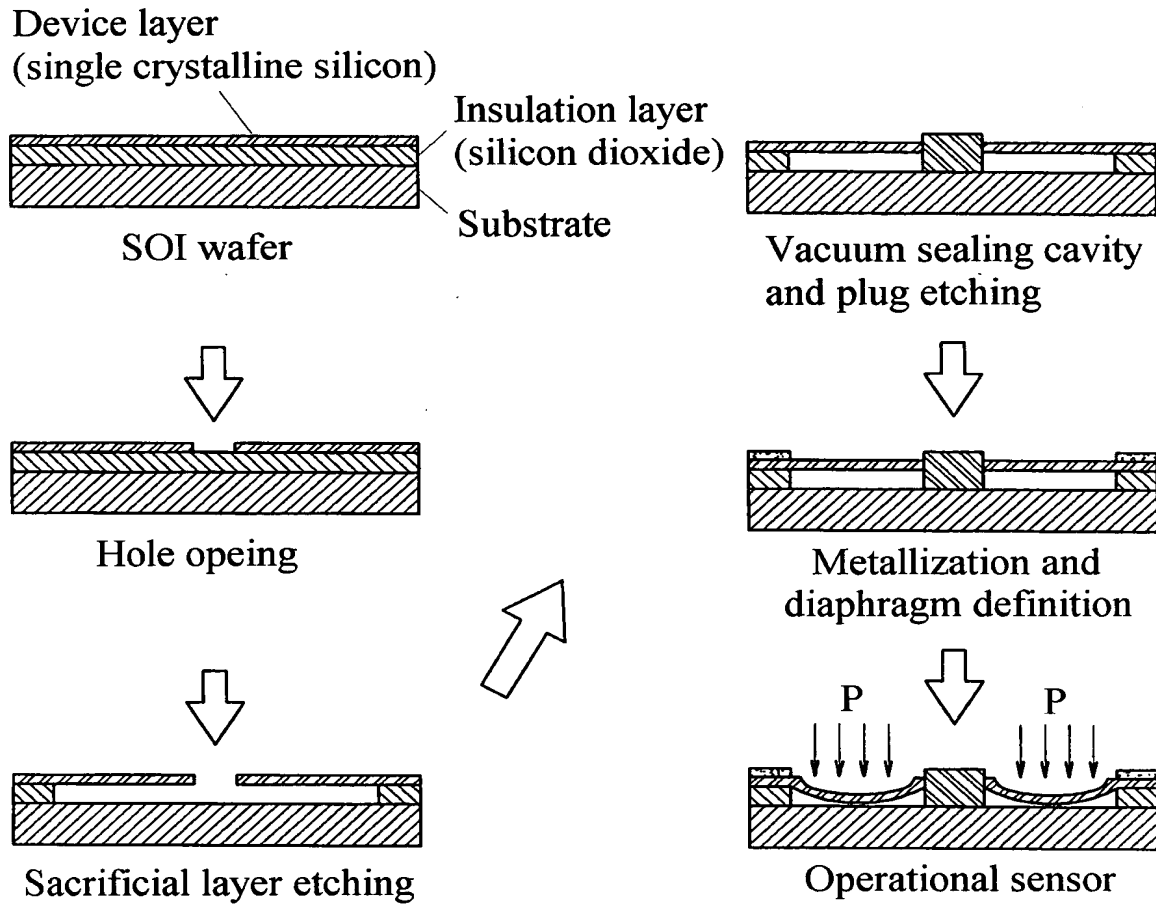 Device layer
(single crystalline silicon)
Insulation layer
(silicon dioxide)
Substrate
SOI wafer
Hole opeing
Sacrificial layer etching
Vacuum sealing cavity
and plug etching
Metallization and
diaphragm definition
P P
Operational sensor